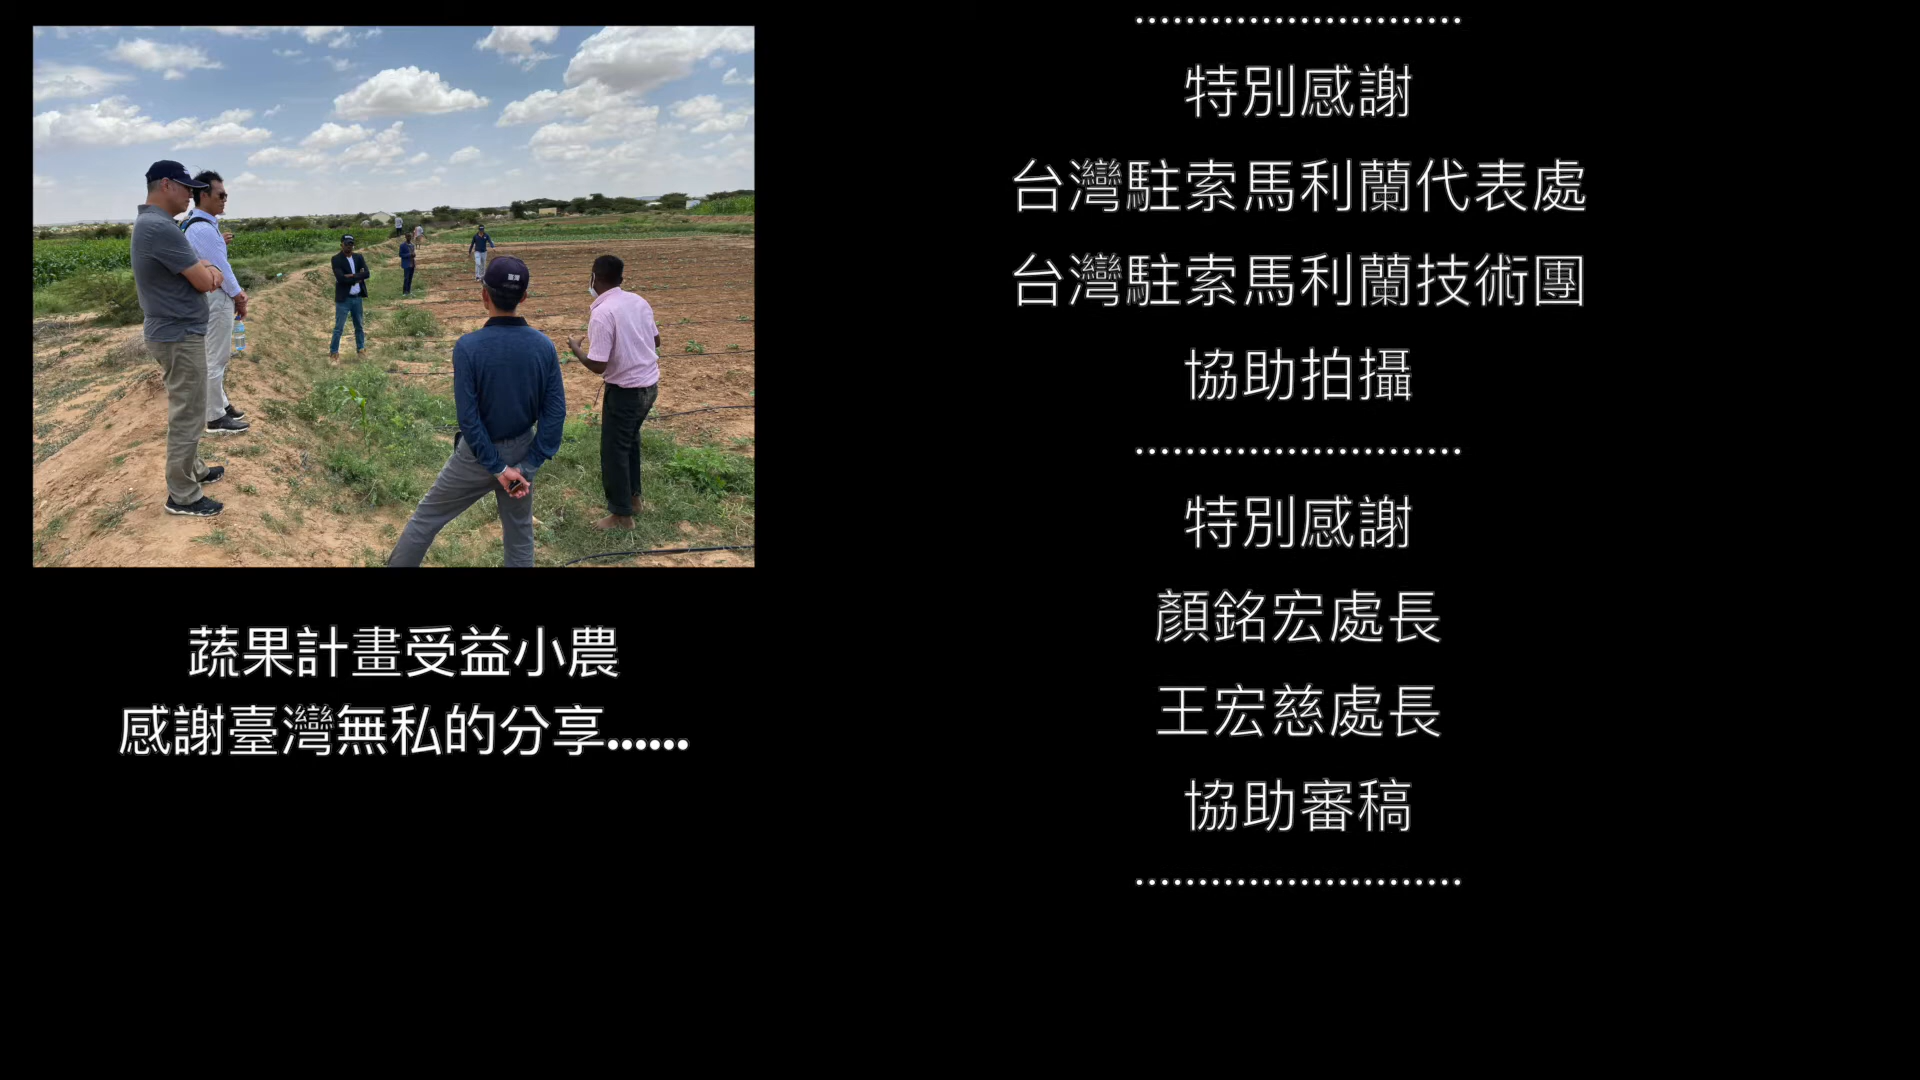 臺灣
蔬果計畫受益小農
感謝臺灣無私的分享......
特別感謝
台灣駐索馬利蘭代表處
台灣駐索馬利蘭技術團
協助拍攝
特別感謝
顏銘宏處長
王宏慈處長
協助審稿